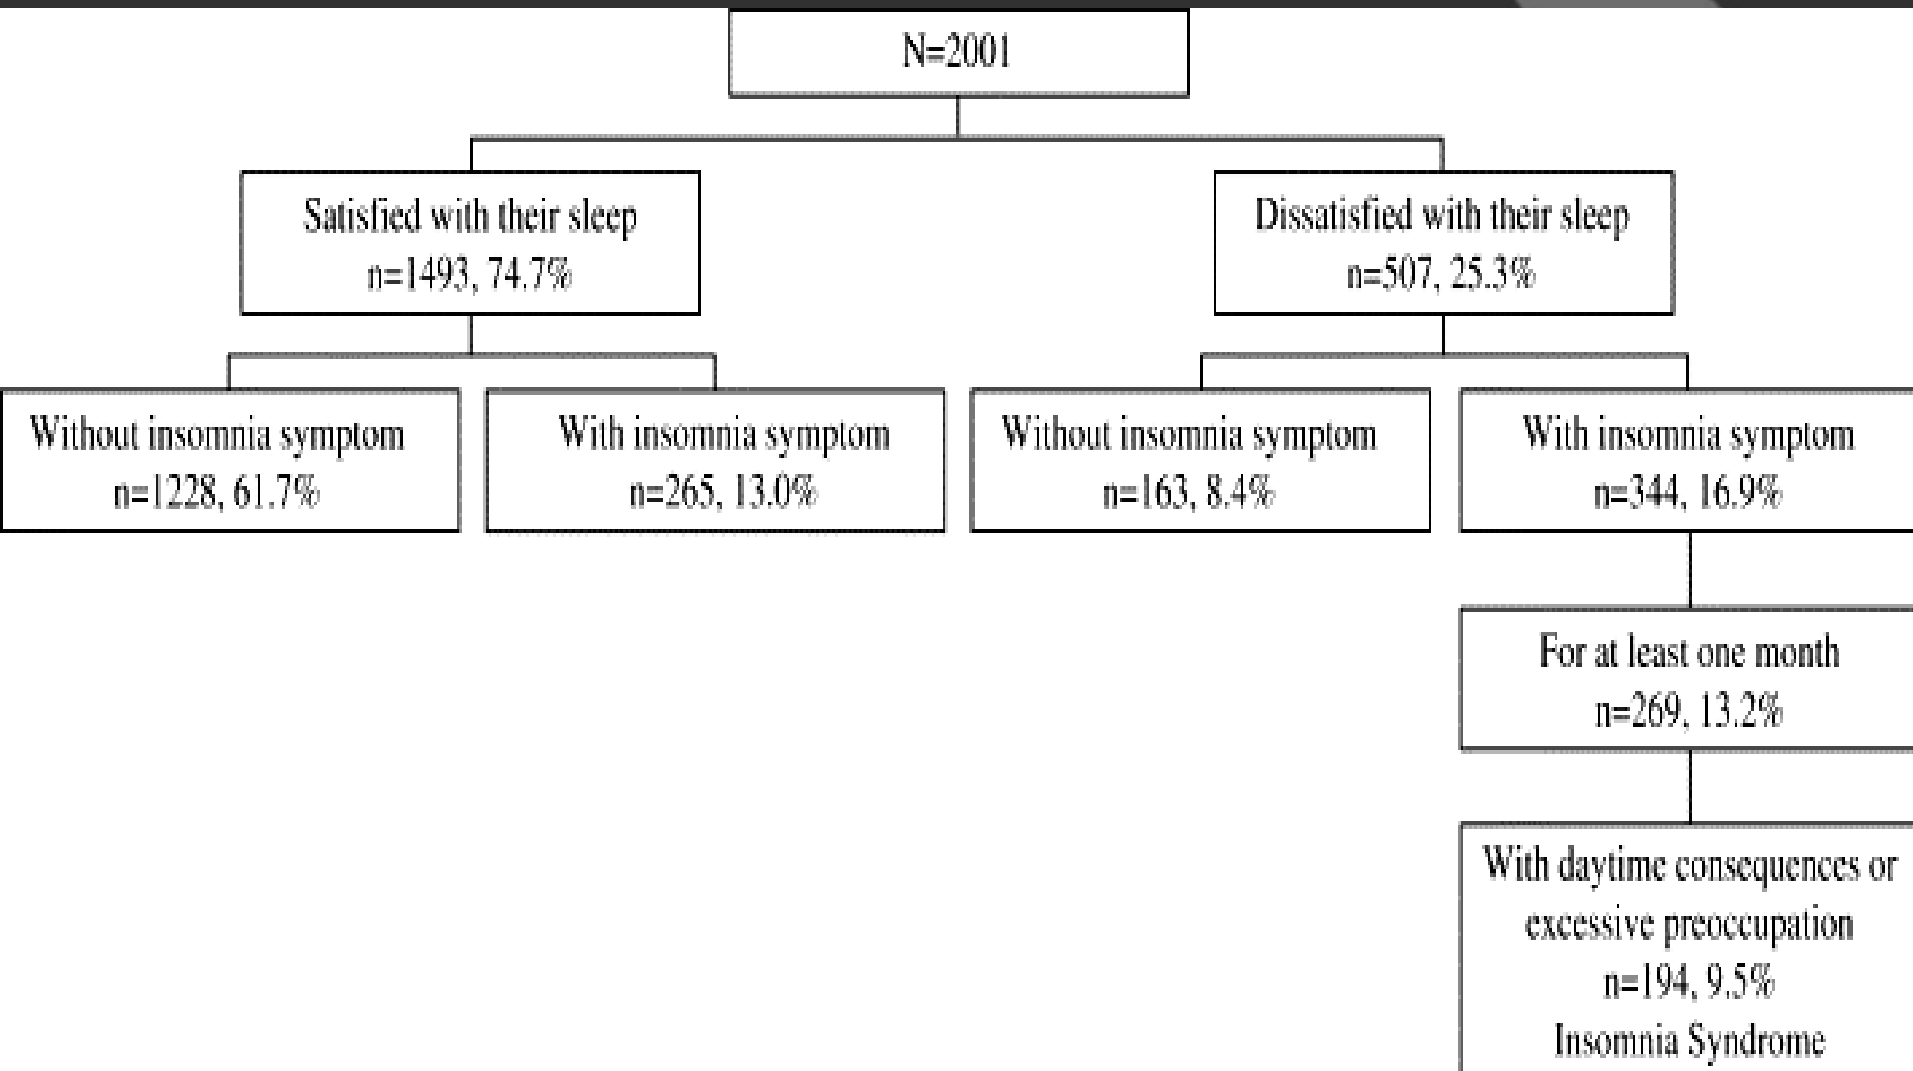 N=2001
Satisfied with their sleep
n=1493, 74.7%
Dissatisfied with their sleep
n=507, 25.3%
Without insomnia symptom
n=1228, 61.7%
With insomnia symptom
n=265, 13.0%
Without insomnia symptom
n=163, 8.4%
With insomnia symptom
n=344, 16.9%
For at least one month
n=269, 13.2%
With daytime consequences or
excessive preoccupation
n=194, 9.5%
Insomnia Syndrome